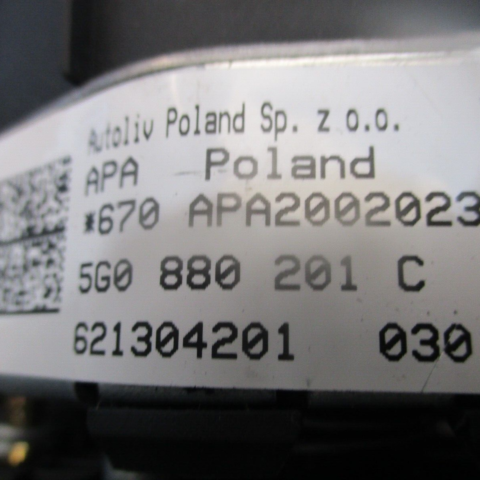 Autoliv Poland Sp. z o.o.
APA Poland
*670 APA2002023
5G0 880 201 C
621304201 030